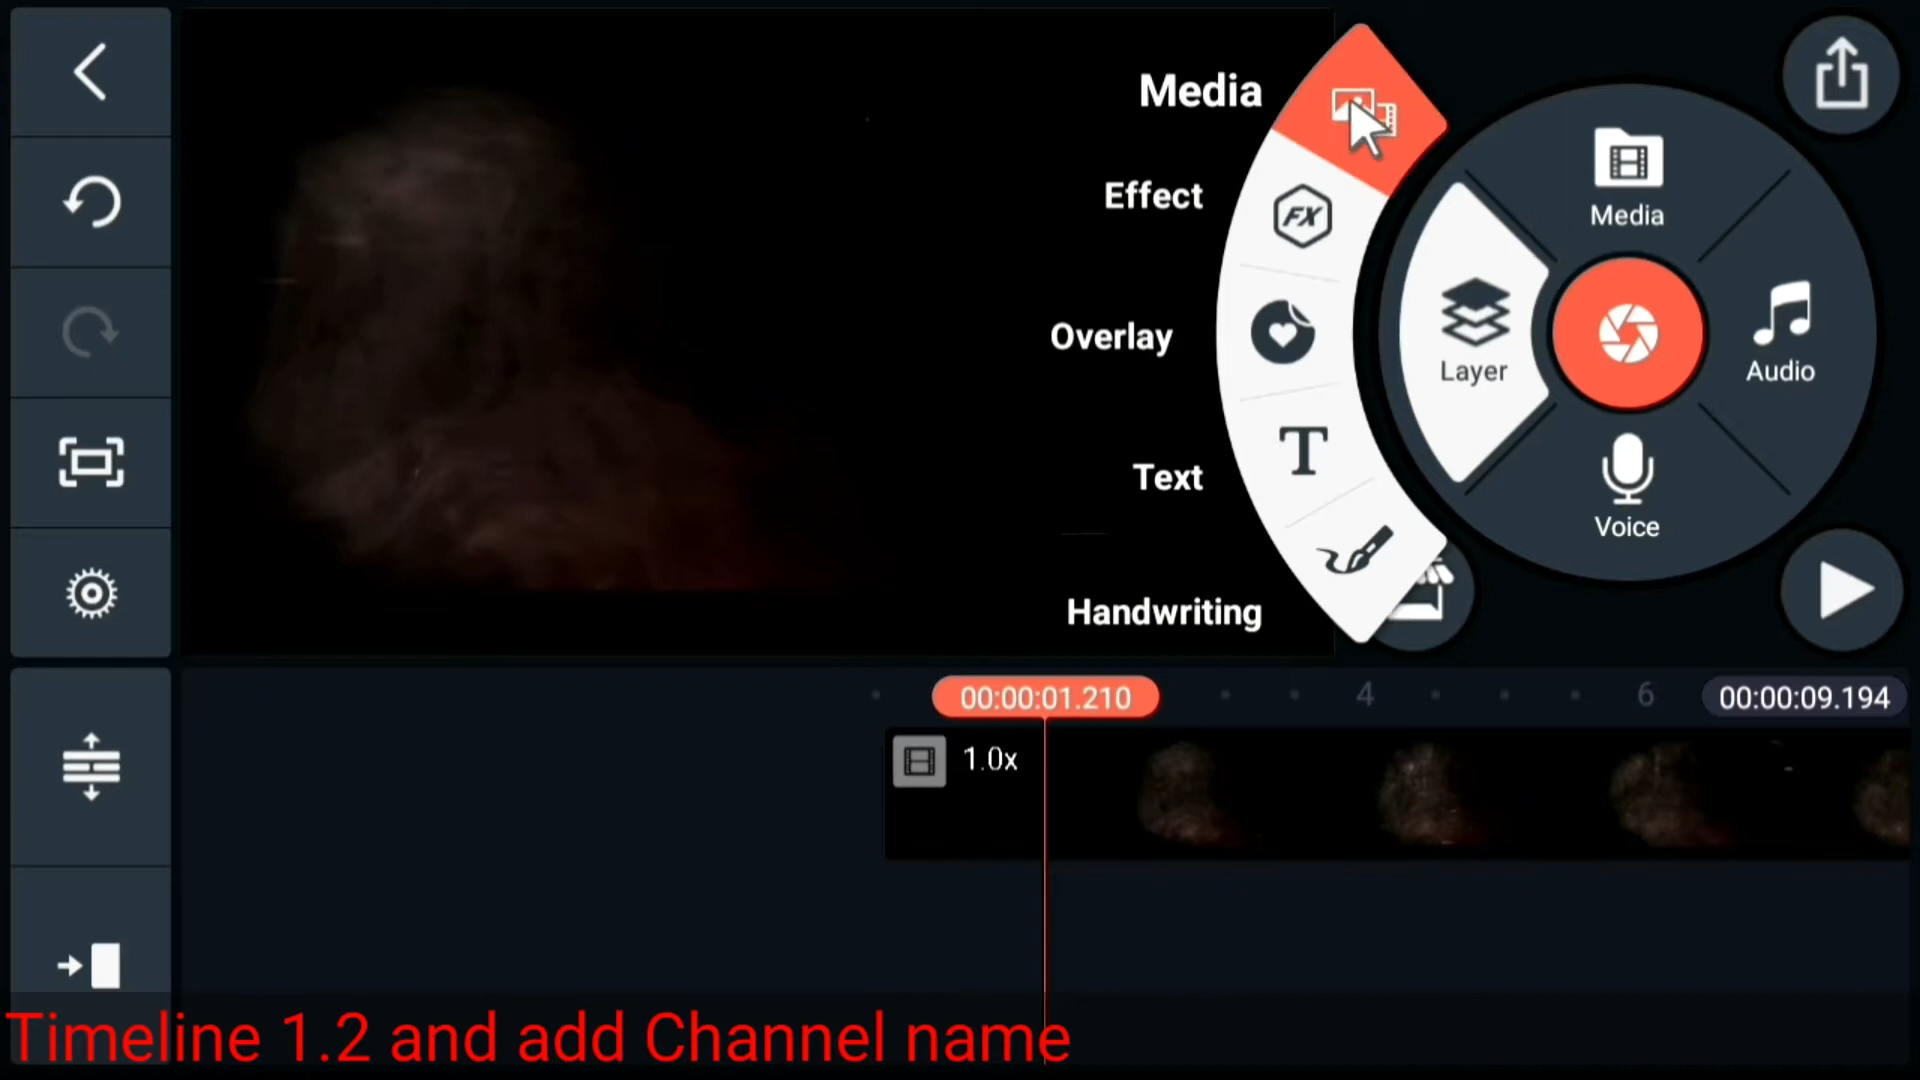 Media
Effect
Overlay
Text
Handwriting
FX
T
Media
Layer
Audio
Voice
00:00:01.210
4
6
00:00:09.194
1.0x
Timeline 1.2 and add Channel name